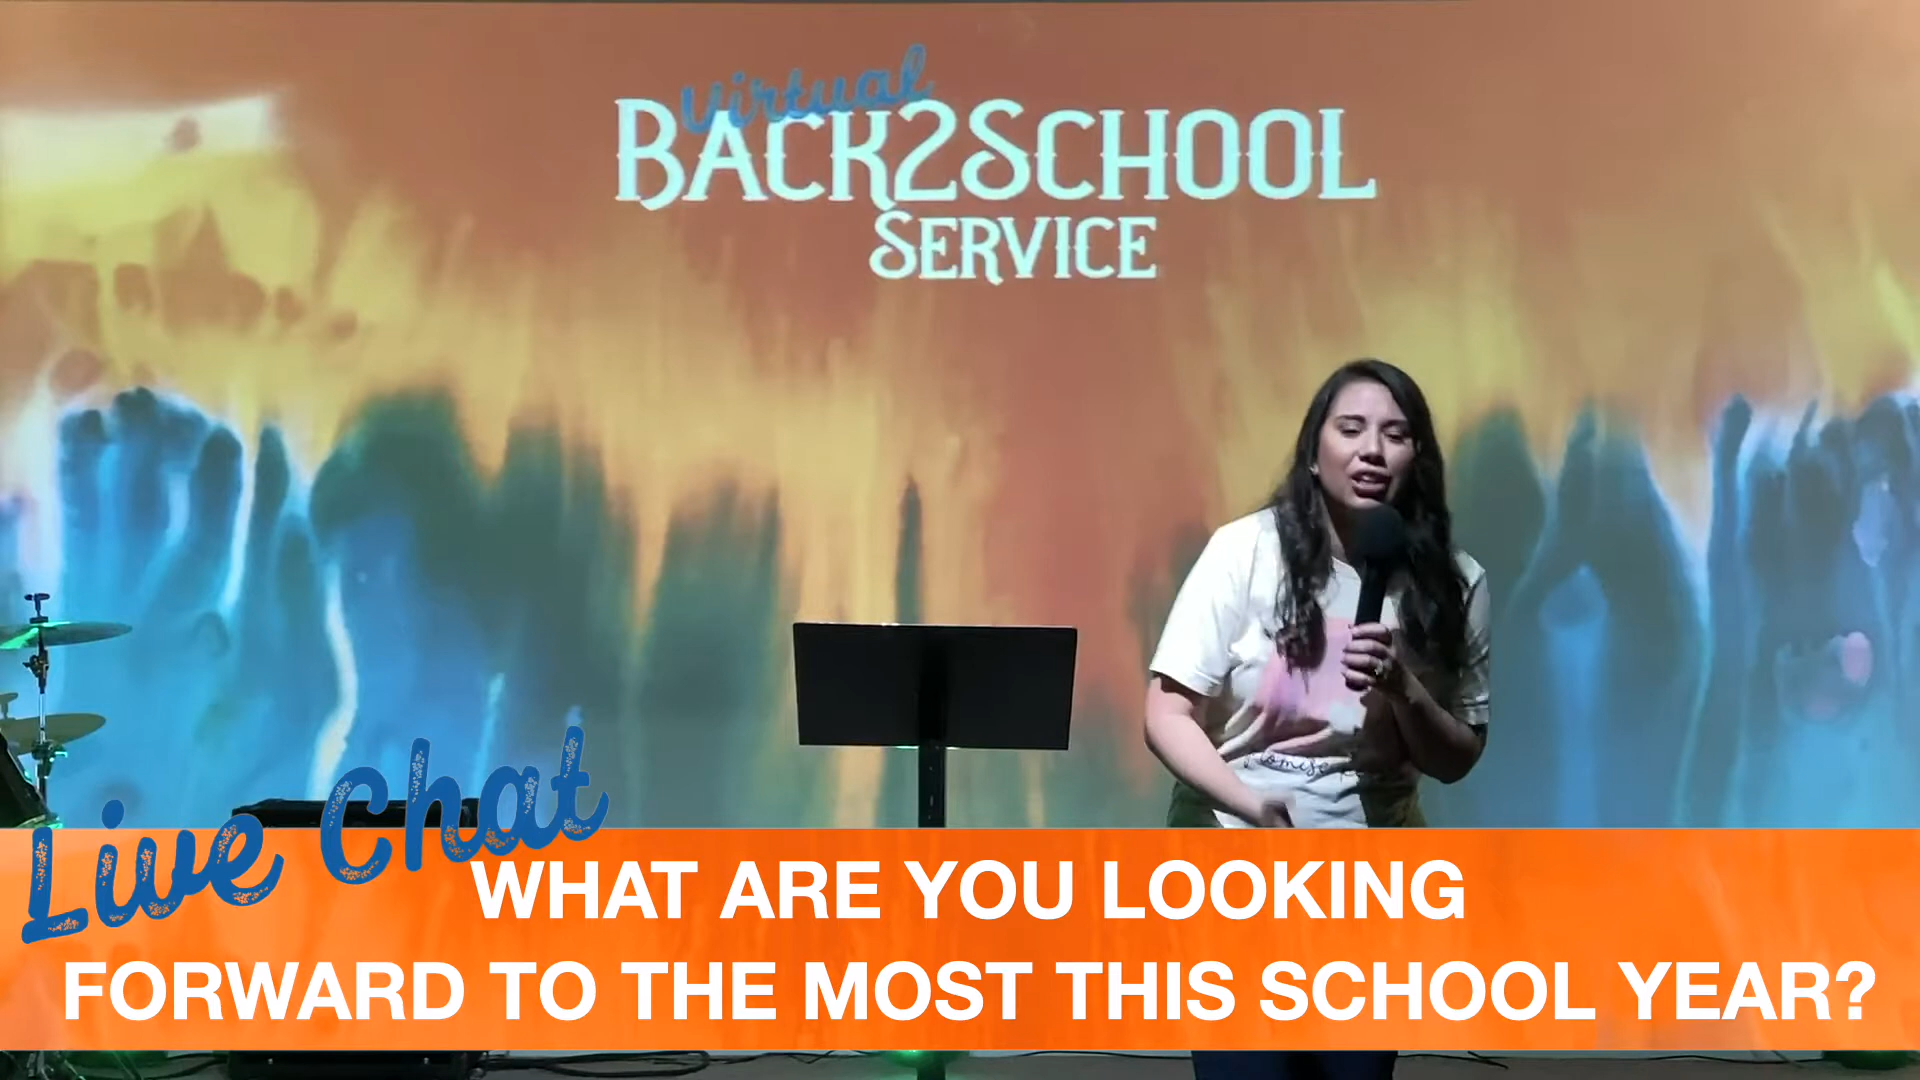 Virtual
BACK2SCHOOL
SERVICE
Live Chat
WHAT ARE YOU LOOKING
FORWARD TO THE MOST THIS SCHOOL YEAR?